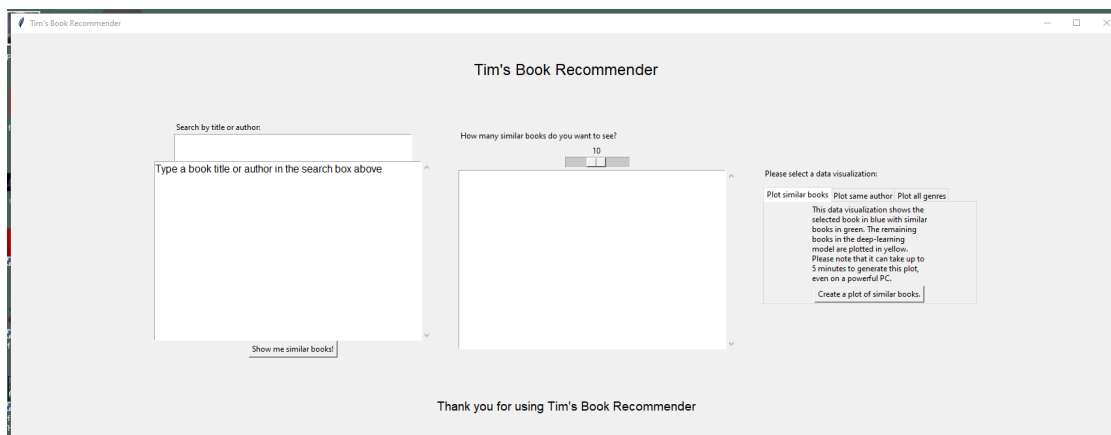 Tim's Book Recommender
Tim's Book Recommender
Search by title or author:
Type a book title or author in the search box above
Show me similar books!
How many similar books do you want to see?
10
Please select a data visualization:
Plot similar books Plot same author Plot all genres
This data visualization shows the
selected book in blue with similar
books in green. The remaining
books in the deep-learning
model are plotted in yellow.
Please note that it can take up to
5 minutes to generate this plot,
even on a powerful PC.
Create a plot of similar books.
Thank you for using Tim's Book Recommender